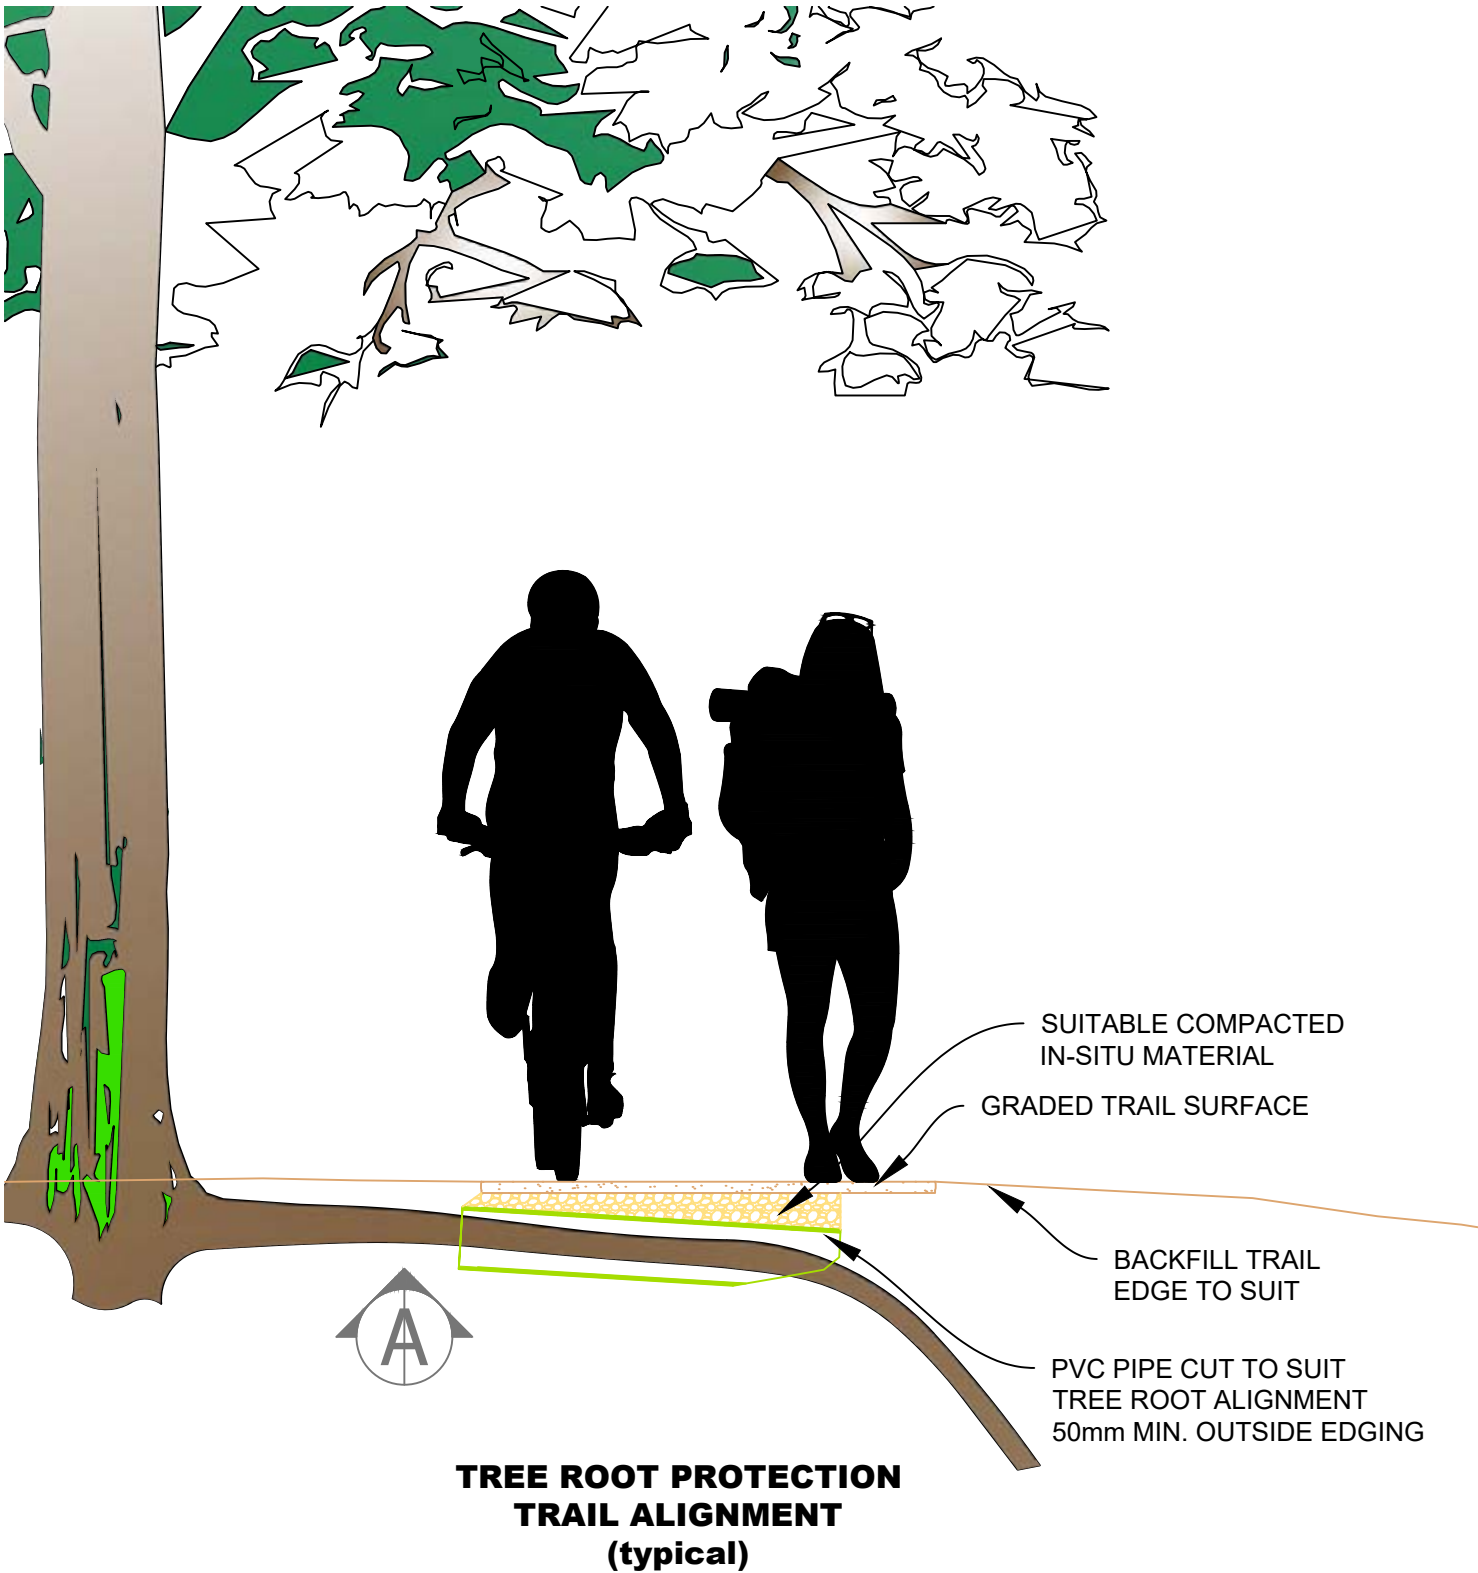 SUITABLE COMPACTED
IN-SITU MATERIAL
GRADED TRAIL SURFACE
BACKFILL TRAIL
EDGE TO SUIT
PVC PIPE CUT TO SUIT
TREE ROOT ALIGNMENT
50mm MIN. OUTSIDE EDGING
A
TREE ROOT PROTECTION
TRAIL ALIGNMENT
(typical)